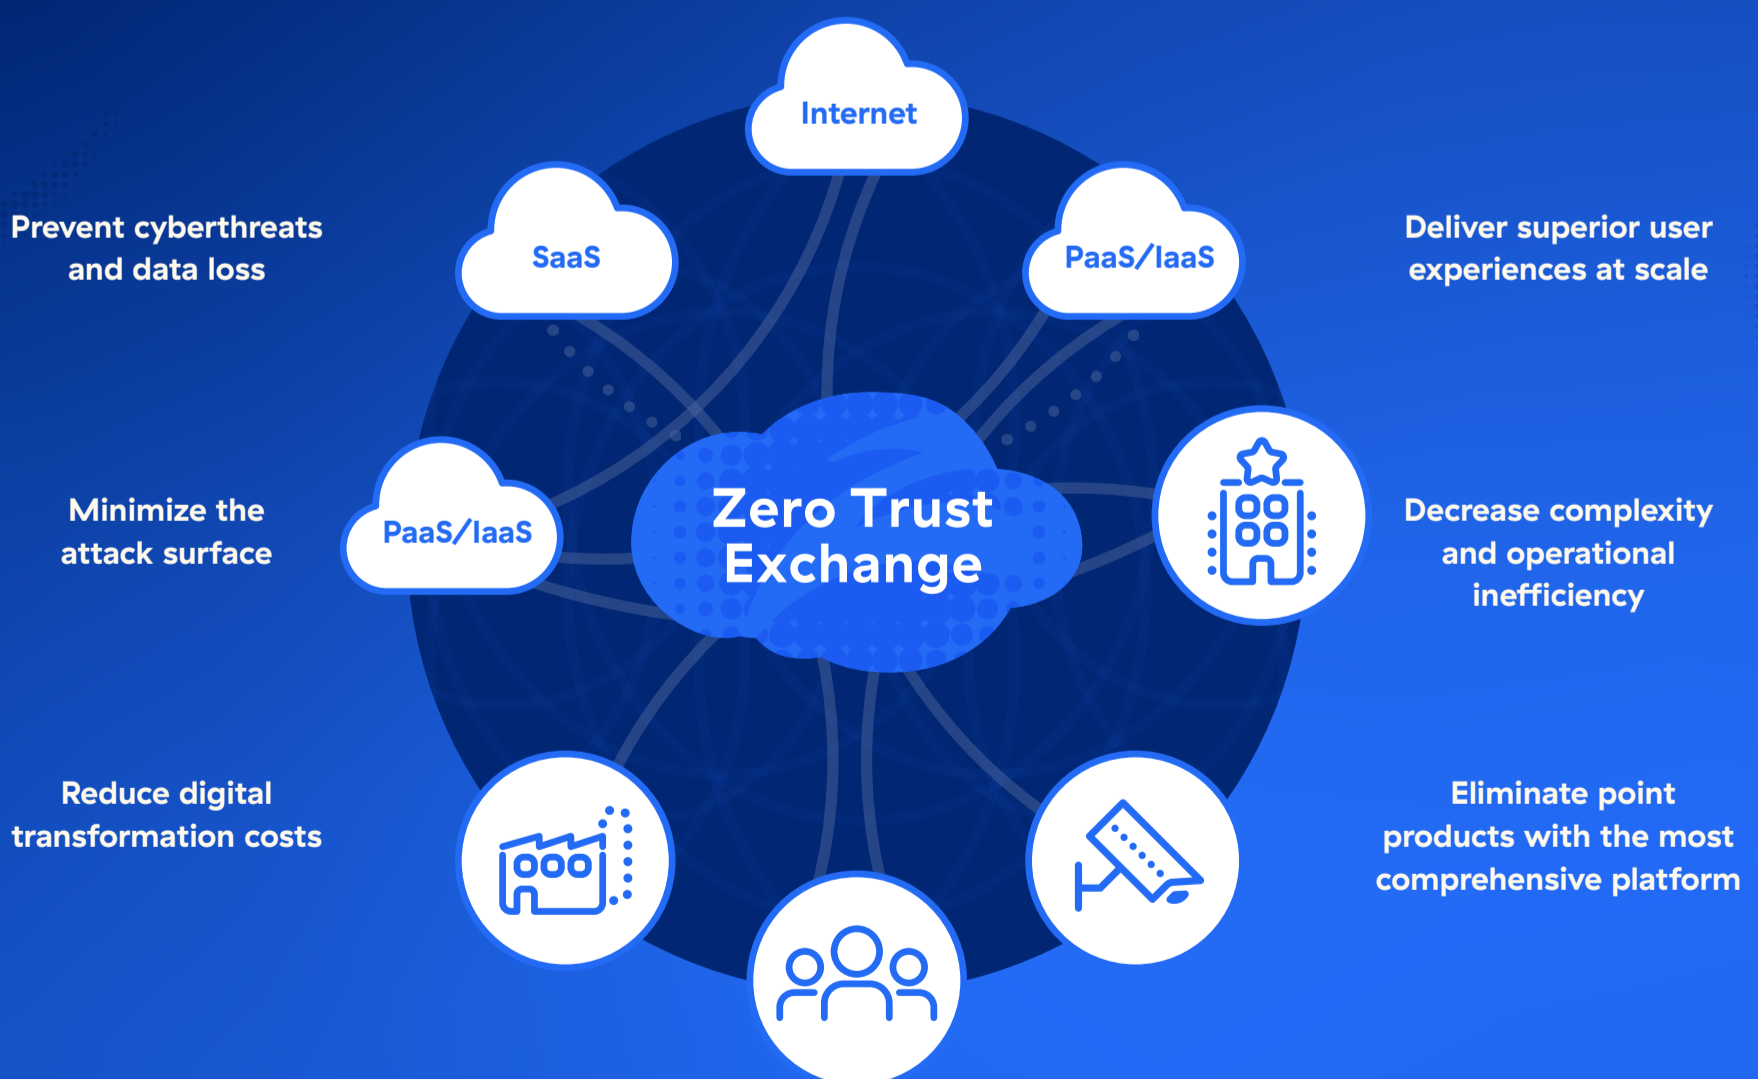 Internet
SaaS
PaaS/IaaS
Prevent cyberthreats
and data loss
Deliver superior user
experiences at scale
Minimize the
attack surface
PaaS/IaaS
Zero Trust
Exchange
Decrease complexity
and operational
inefficiency
Reduce digital
transformation costs
Eliminate point
products with the most
comprehensive platform